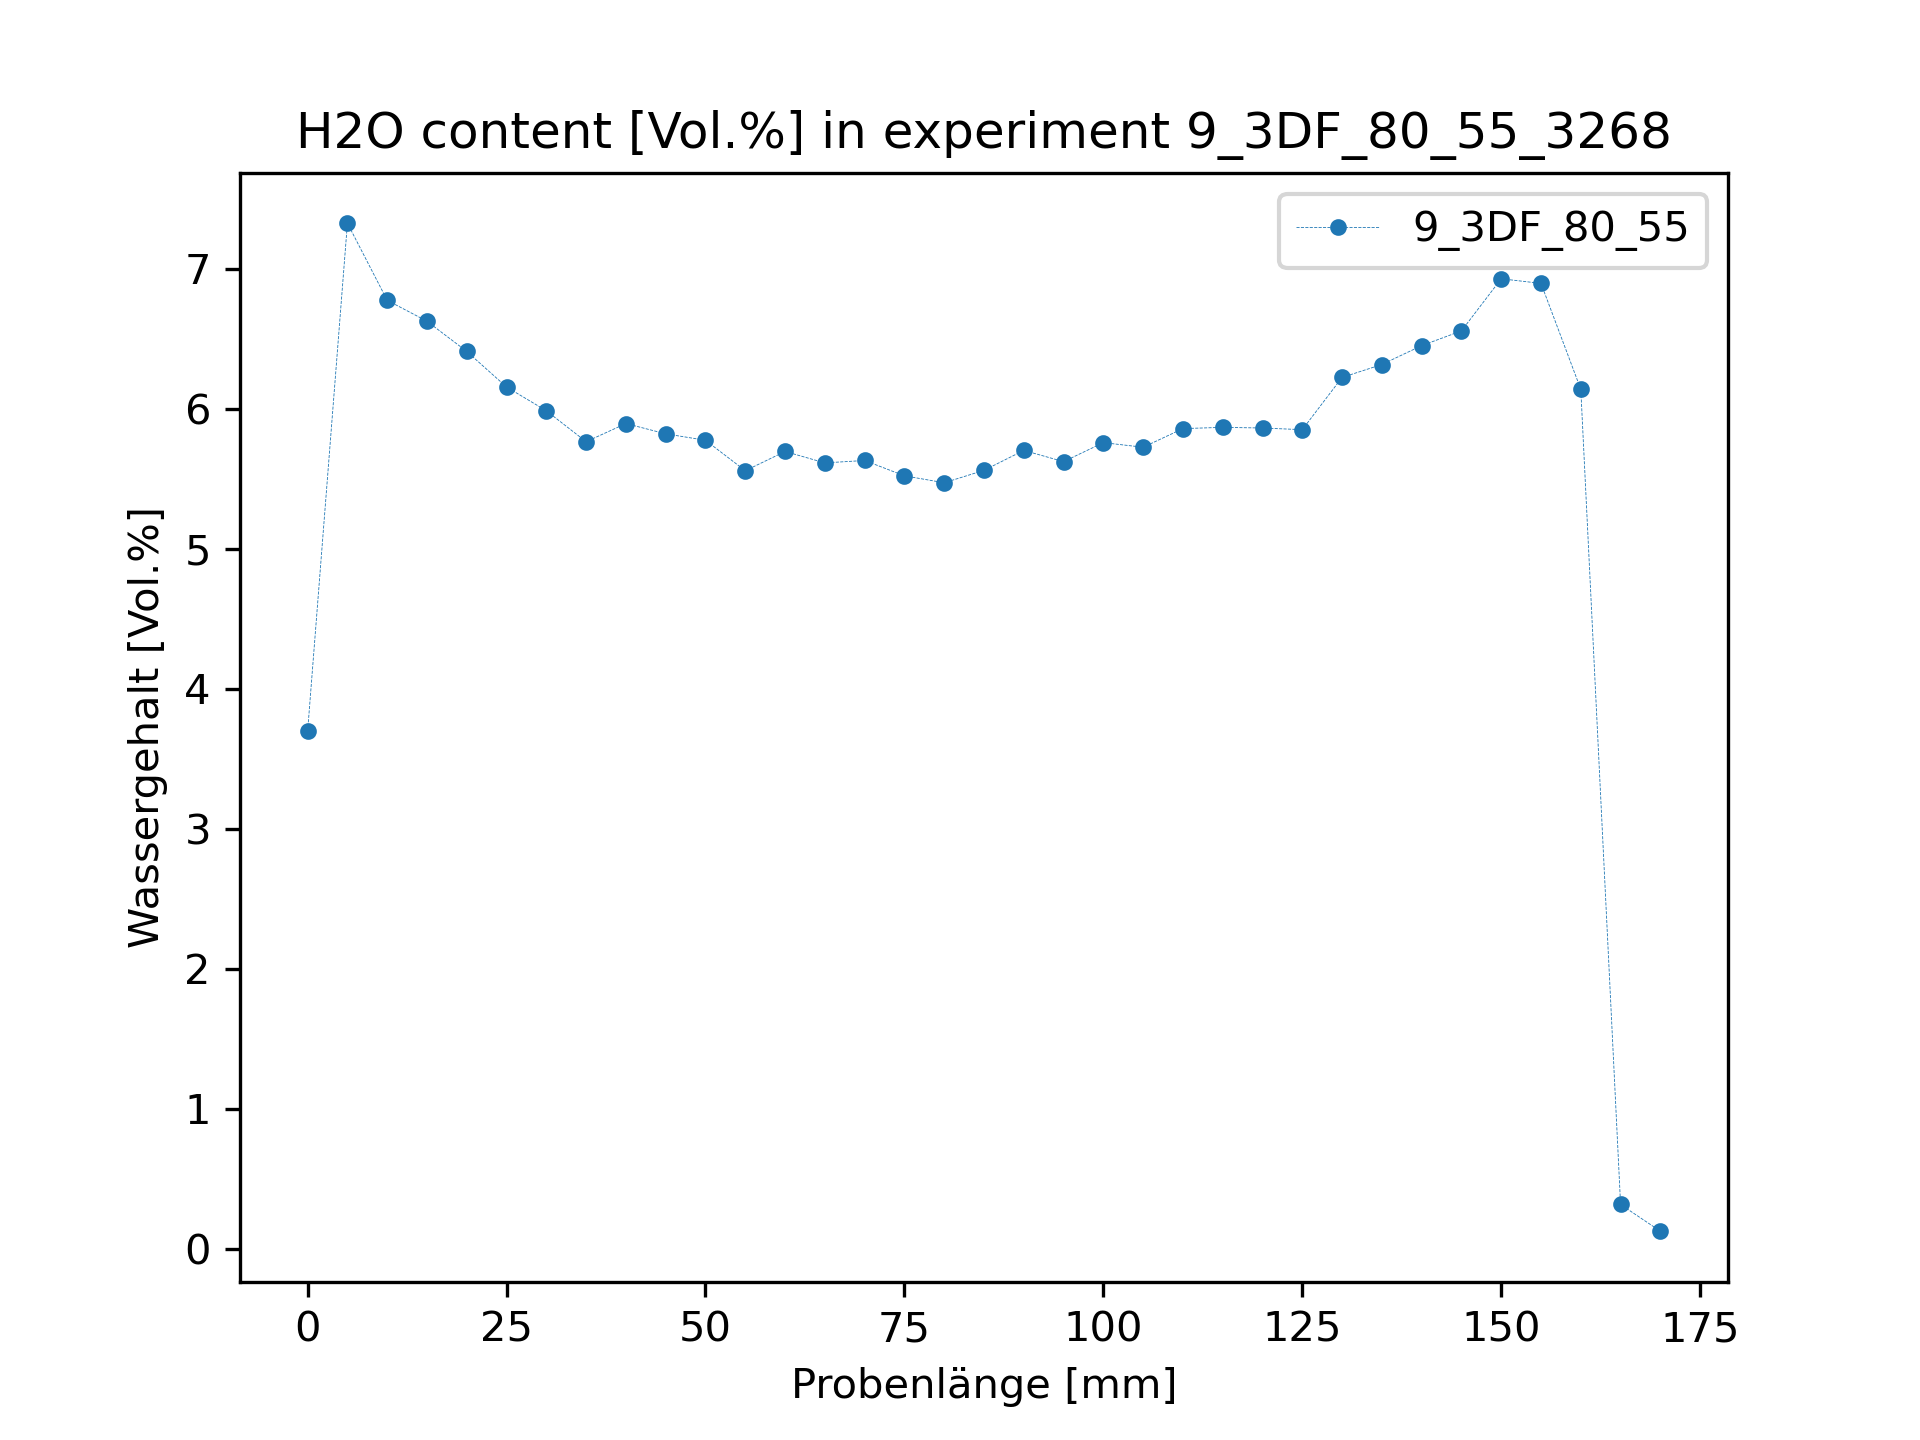 H2O content [Vol.%] in experiment 9_3DF_80_55_3268
9_3DF_80_55
7
6
5
4
3
2
1
0
Wassergehalt [Vol.%]
0 25 50 75 100 125 150 175
Probenlänge [mm]